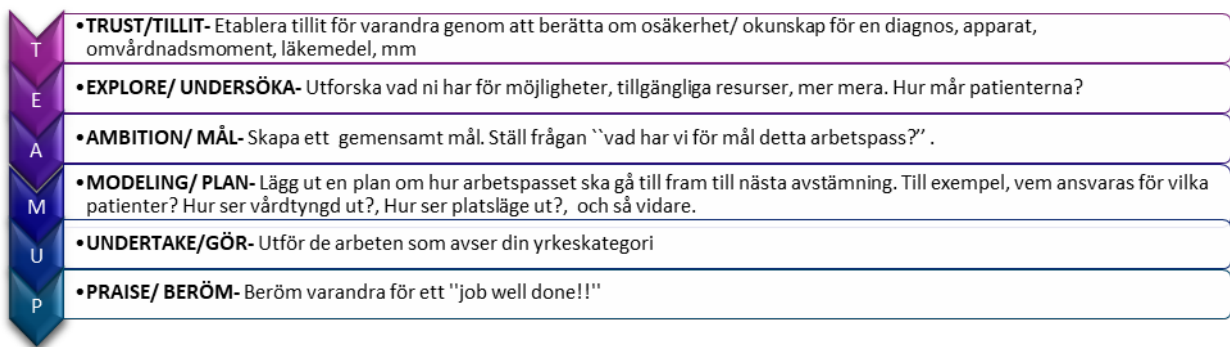 T
•TRUST/TILLIT- Etablera tillit för varandra genom att berätta om osäkerhet/ okunskap för en diagnos, apparat,
omvårdnadsmoment, läkemedel, mm
E
•EXPLORE/ UNDERSÖKA- Utforska vad ni har för möjligheter, tillgängliga resurser, mer mera. Hur mår patienterna?
A
•AMBITION/ MÅL- Skapa ett  gemensamt mål. Ställ frågan ``vad har vi för mål detta arbetspass?’’ .
M
•MODELING/ PLAN- Lägg ut en plan om hur arbetspasset ska gå till fram till nästa avstämning. Till exempel, vem ansvaras för vilka
patienter? Hur ser vårdtyngd ut?, Hur ser platsläge ut?,  och så vidare.
U
•UNDERTAKE/GÖR- Utför de arbeten som avser din yrkeskategori
P
•PRAISE/ BERÖM- Beröm varandra för ett ''job well done!!''